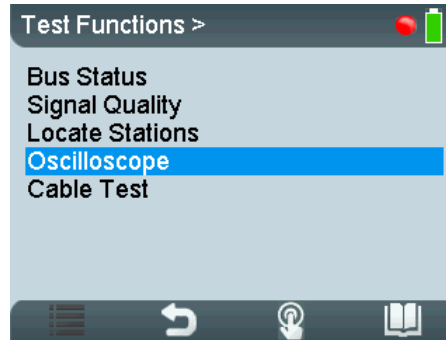 Test Functions >
Bus Status
Signal Quality
Locate Stations
Oscilloscope
Cable Test